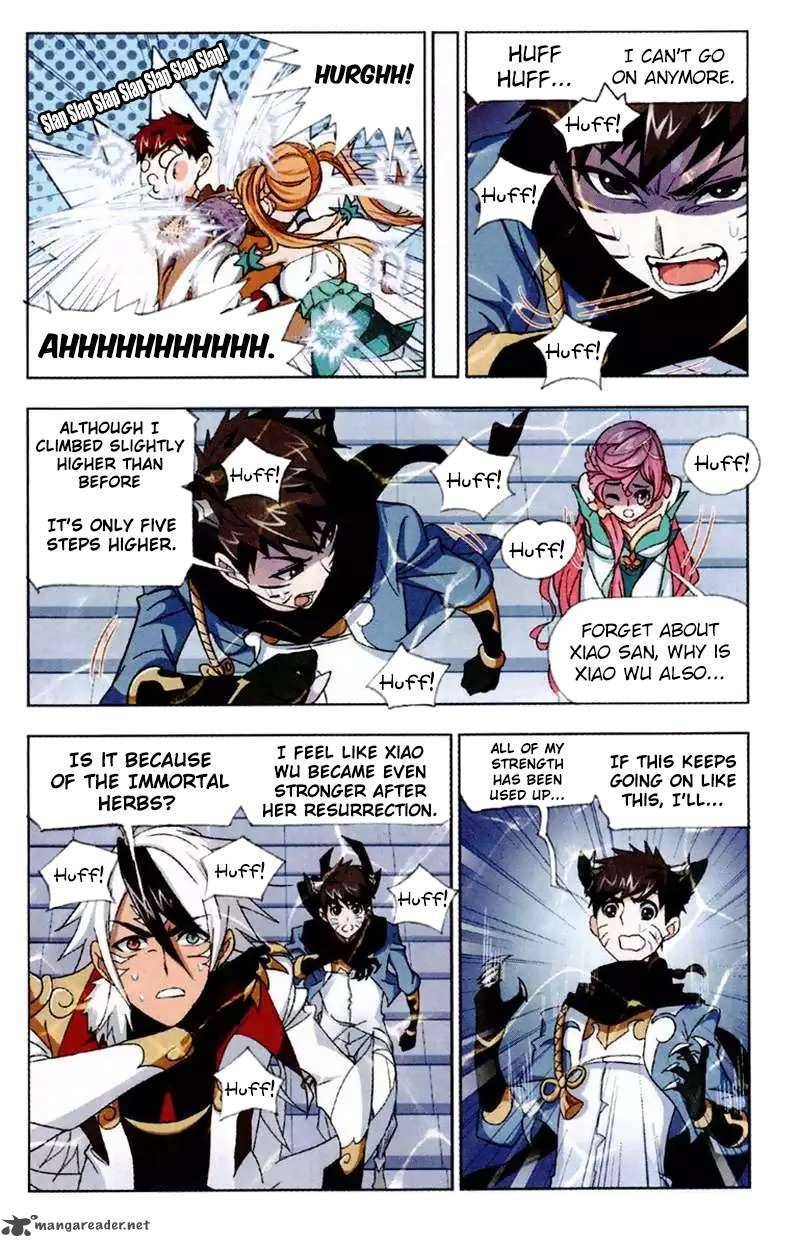 Slap Slap Slap Slap Slap Slap Slap!
HURGHH!
AHHHHHHHHHHH.
HUFF
HUFF...
I CAN'T GO
ON ANYMORE.
Huff!
Huff!
Huff!
ALTHOUGH I
CLIMBED SLIGHTLY
HIGHER THAN
BEFORE
IT'S ONLY FIVE
STEPS HIGHER.
Huff!
Huff!
Huff!
Huff!
Huff!
FORGET ABOUT
XIAO SAN, WHY IS
XIAO WU ALSO...
IS IT BECAUSE
OF THE IMMORTAL
HERBS?
I FEEL LIKE XIAO
WU BECAME EVEN
STRONGER AFTER
HER RESURRECTION.
Huff!
Huff!
Huff!
Huff!
ALL OF MY
STRENGTH
HAS BEEN
USED UP...
IF THIS KEEPS
GOING ON LIKE
THIS, I'LL...
mangareader.net